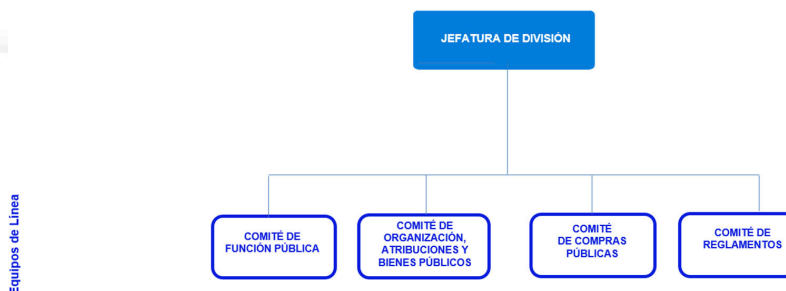 JEFATURA DE DIVISIÓN
Equipos de Línea
COMITÉ DE
FUNCIÓN PÚBLICA
COMITÉ DE
ORGANIZACIÓN,
ATRIBUCIONES Y
BIENES PÚBLICOS
COMITÉ
DE COMPRAS
PÚBLICAS
COMITÉ DE
REGLAMENTOS